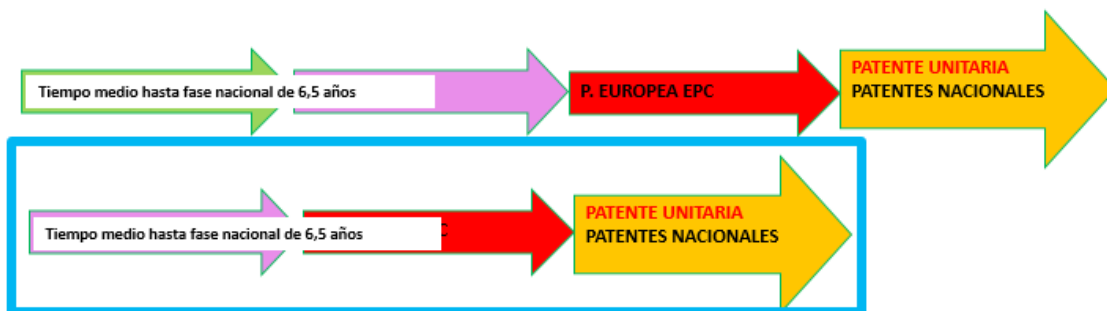 PATENTE UNITARIA
Tiempo medio hasta fase nacional de 6,5 años
P. EUROPEA EPC
PATENTES NACIONALES
PATENTE UNITARIA
Tiempo medio hasta fase nacional de 6,5 años
C
PATENTES NACIONALES